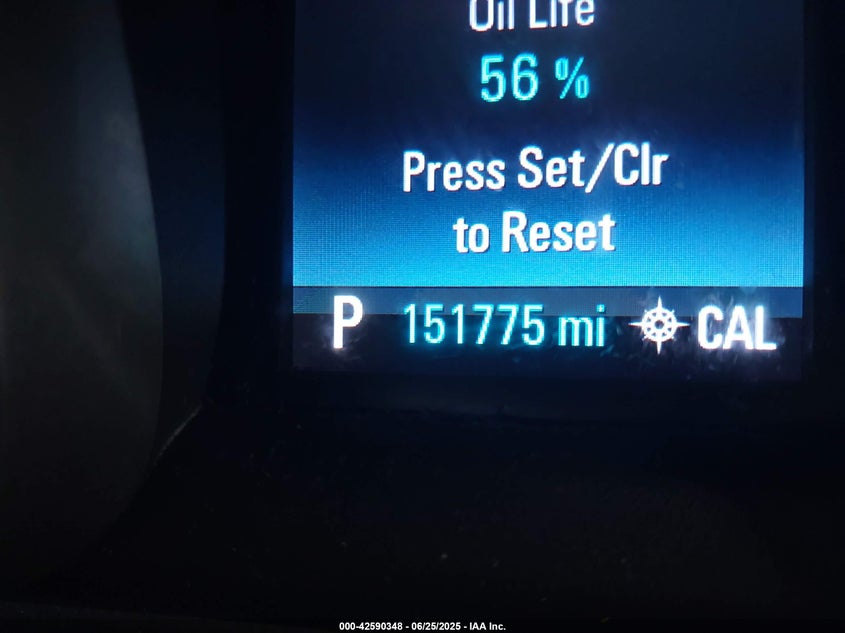 Oil Life
56 %
Press Set/Clr
to Reset
P 151775 mi CAL
000-42590348 - 06/25/2025 - IAA Inc.